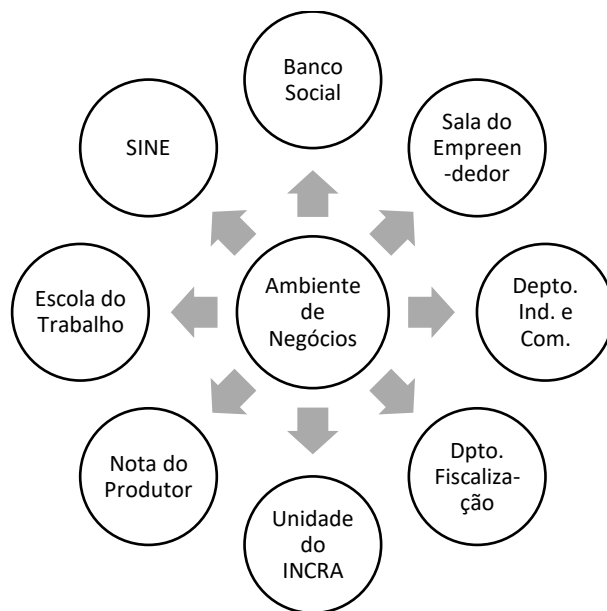 Banco
Social
Sala do
Empreen
-dedor
Depto.
Ind. e
Com.
Dpto.
Fiscaliza-
ção
Unidade
do
INCRA
Nota do
Produtor
Escola do
Trabalho
SINE
Ambiente
de
Negócios